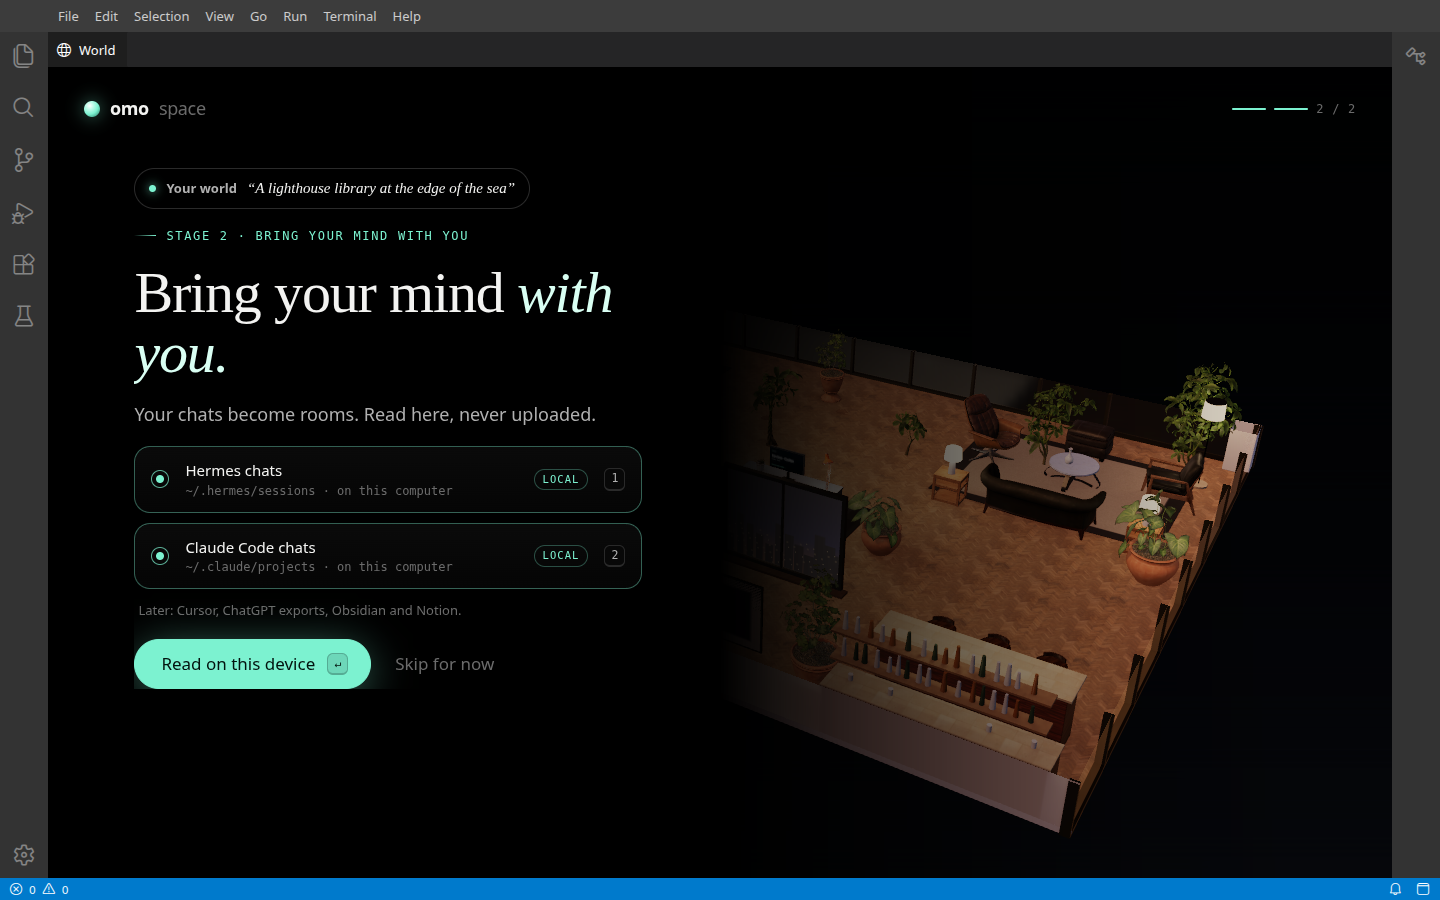 File Edit Selection View Go Run Terminal Help
World
omo space
2 / 2
Your world “A lighthouse library at the edge of the sea”
STAGE 2 · BRING YOUR MIND WITH YOU
Bring your mind with
you.
Your chats become rooms. Read here, never uploaded.
Hermes chats
~/.hermes/sessions · on this computer
LOCAL
1
Claude Code chats
~/.claude/projects · on this computer
LOCAL
2
Later: Cursor, ChatGPT exports, Obsidian and Notion.
Read on this device ↵
Skip for now
0 0